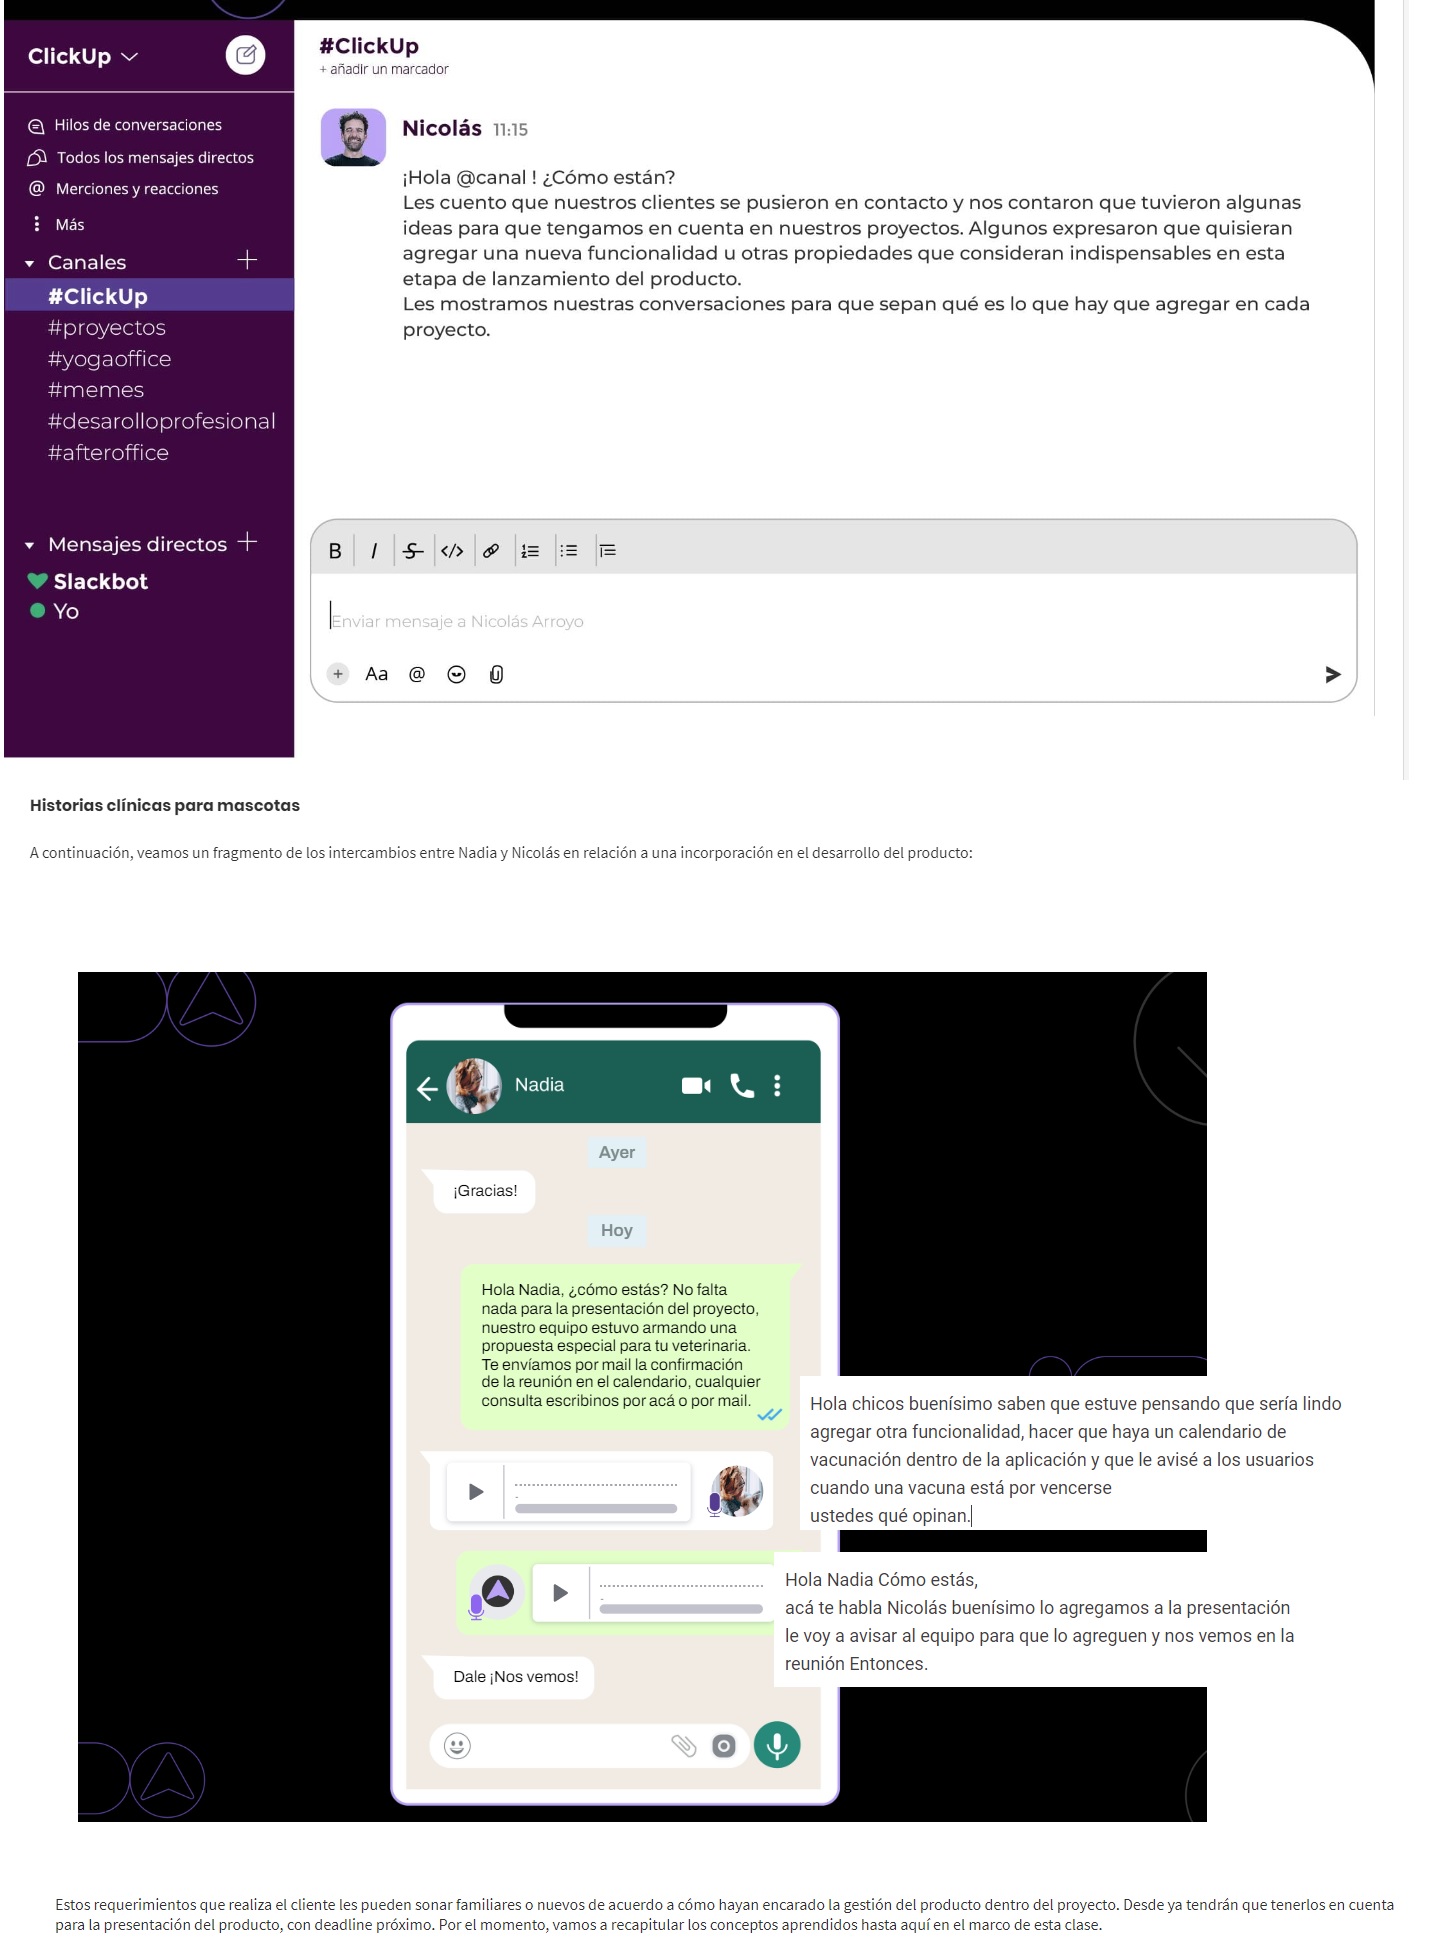 ClickUp
#ClickUp
+ añadir un marcador
Hilos de conversaciones
Todos los mensajes directos
@ Merciones y reacciones
Más
Canales +
#ClickUp
#proyectos
#yogaoffice
#memes
#desarolloprofesional
#afteroffice
Mensajes directos +
Slackbot
Yo
Nicolás 11:15
¡Hola @canal ! ¿Cómo están?
Les cuento que nuestros clientes se pusieron en contacto y nos contaron que tuvieron algunas
ideas para que tengamos en cuenta en nuestros proyectos. Algunos expresaron que quisieran
agregar una nueva funcionalidad u otras propiedades que consideran indispensables en esta
etapa de lanzamiento del producto.
Les mostramos nuestras conversaciones para que sepan qué es lo que hay que agregar en cada
proyecto.
B I S </>
Enviar mensaje a Nicolás Arroyo
+ Aa @
Historias clínicas para mascotas
A continuación, veamos un fragmento de los intercambios entre Nadia y Nicolás en relación a una incorporación en el desarrollo del producto:
Nadia
Ayer
¡Gracias!
Hoy
Hola Nadia, ¿cómo estás? No falta
nada para la presentación del proyecto,
nuestro equipo estuvo armando una
propuesta especial para tu veterinaria.
Te envíamos por mail la confirmación
de la reunión en el calendario, cualquier
consulta escribinos por acá o por mail.
Hola chicos buenísimo saben que estuve pensando que sería lindo
agregar otra funcionalidad, hacer que haya un calendario de
vacunación dentro de la aplicación y que le avisé a los usuarios
cuando una vacuna está por vencerse
ustedes qué opinan.
Hola Nadia Cómo estás,
acá te habla Nicolás buenísimo lo agregamos a la presentación
le voy a avisar al equipo para que lo agreguen y nos vemos en la
reunión Entonces.
Dale ¡Nos vemos!
Estos requerimientos que realiza el cliente les pueden sonar familiares o nuevos de acuerdo a cómo hayan encarado la gestión del producto dentro del proyecto. Desde ya tendrán que tenerlos en cuenta
para la presentación del producto, con deadline próximo. Por el momento, vamos a recapitular los conceptos aprendidos hasta aquí en el marco de esta clase.